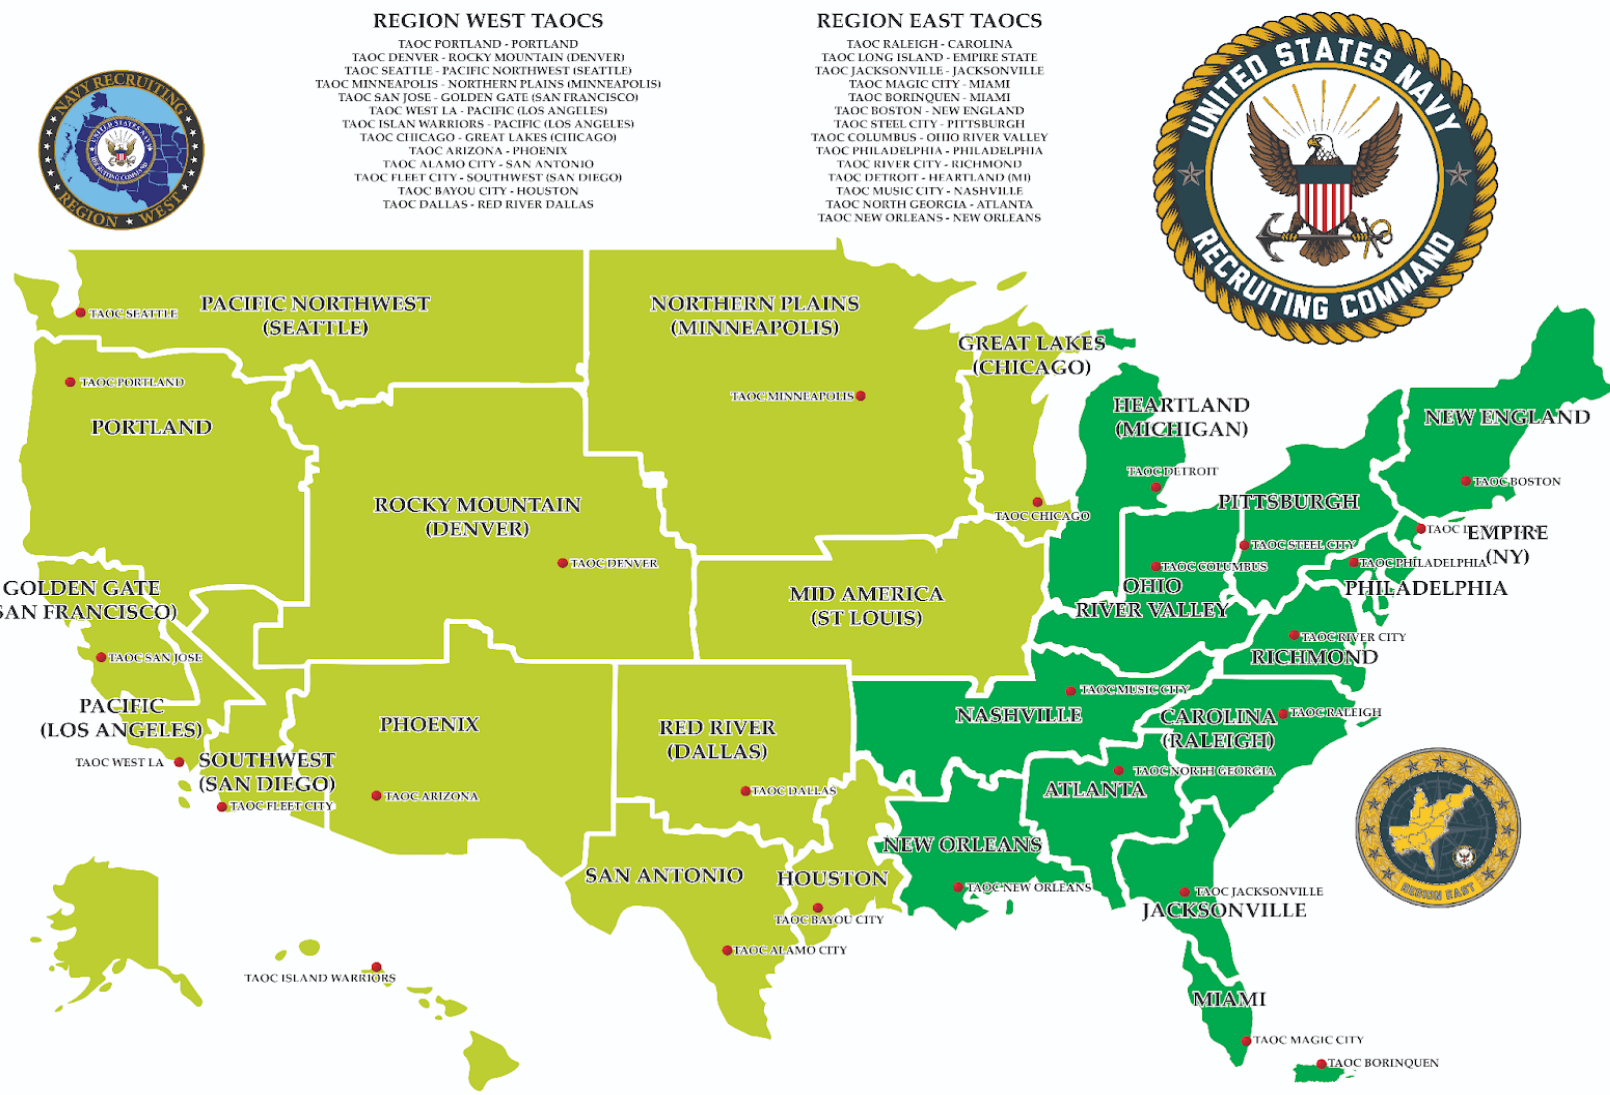 REGION WEST TAOCS
TAOC PORTLAND - PORTLAND
TAOC DENVER - ROCKY MOUNTAIN (DENVER)
TAOC SEATTLE - PACIFIC NORTHWEST (SEATTLE)
TAOC MINNEAPOLIS - NORTHERN PLAINS (MINNEAPOLIS)
TAOC SAN JOSE - GOLDEN GATE (SAN FRANCISCO)
TAOC WEST LA - PACIFIC (LOS ANGELES)
TAOC ISLAN WARRIORS - PACIFIC (LOS ANGELES)
TAOC CHICAGO - GREAT LAKES (CHICAGO)
TAOC ARIZONA - PHOENIX
TAOC ALAMO CITY - SAN ANTONIO
TAOC FLEET CITY - SOUTHWEST (SAN DIEGO)
TAOC BAYOU CITY - HOUSTON
TAOC DALLAS - RED RIVER DALLAS
REGION EAST TAOCS
TAOC RALEIGH - CAROLINA
TAOC LONG ISLAND - EMPIRE STATE
TAOC JACKSONVILLE - JACKSONVILLE
TAOC MAGIC CITY - MIAMI
TAOC BORINQUEN - MIAMI
TAOC BOSTON - NEW ENGLAND
TAOC STEEL CITY - PITTSBURGH
TAOC COLUMBUS - OHIO RIVER VALLEY
TAOC PHILADELPHIA - PHILADELPHIA
TAOC RIVER CITY - RICHMOND
TAOC DETROIT - HEARTLAND (MI)
TAOC MUSIC CITY - NASHVILLE
TAOC NORTH GEORGIA - ATLANTA
TAOC NEW ORLEANS - NEW ORLEANS
NAVY RECRUITING
UNITED STATES NAVY
RECRUITING COMMAND
REGION ★ WEST
UNITED STATES NAVY
RECRUITING COMMAND
PACIFIC NORTHWEST
(SEATTLE)
TAOC SEATTLE
NORTHERN PLAINS
(MINNEAPOLIS)
TAOC MINNEAPOLIS
GREAT LAKES
(CHICAGO)
TAOC CHICAGO
TAOC PORTLAND
PORTLAND
HEARTLAND
(MICHIGAN)
TAOC DETROIT
NEW ENGLAND
TAOC BOSTON
ROCKY MOUNTAIN
(DENVER)
TAOC DENVER
PITTSBURGH
TAOC STEEL CITY
TAOC
EMPIRE
(NY)
TAOC PHILADELPHIA
PHILADELPHIA
TAOC COLUMBUS
OHIO
RIVER VALLEY
GOLDEN GATE
SAN FRANCISCO)
TAOC SAN JOSE
MID AMERICA
(ST LOUIS)
TAOC RIVER CITY
RICHMOND
TAOC MUSIC CITY
NASHVILLE
PACIFIC
(LOS ANGELES)
TAOC WEST LA
PHOENIX
TAOC ARIZONA
RED RIVER
(DALLAS)
TAOC DALLAS
CAROLINA
(RALEIGH)
TAOC RALEIGH
SOUTHWEST
(SAN DIEGO)
TAOC FLEET CITY
TAOC NORTH GEORGIA
ATLANTA
NEW ORLEANS
TAOC NEW ORLEANS
SAN ANTONIO
HOUSTON
TAOC BAYOU CITY
TAOC ALAMO CITY
TAOC JACKSONVILLE
JACKSONVILLE
REGION EAST
TAOC ISLAND WARRIORS
MIAMI
TAOC MAGIC CITY
TAOC BORINQUEN